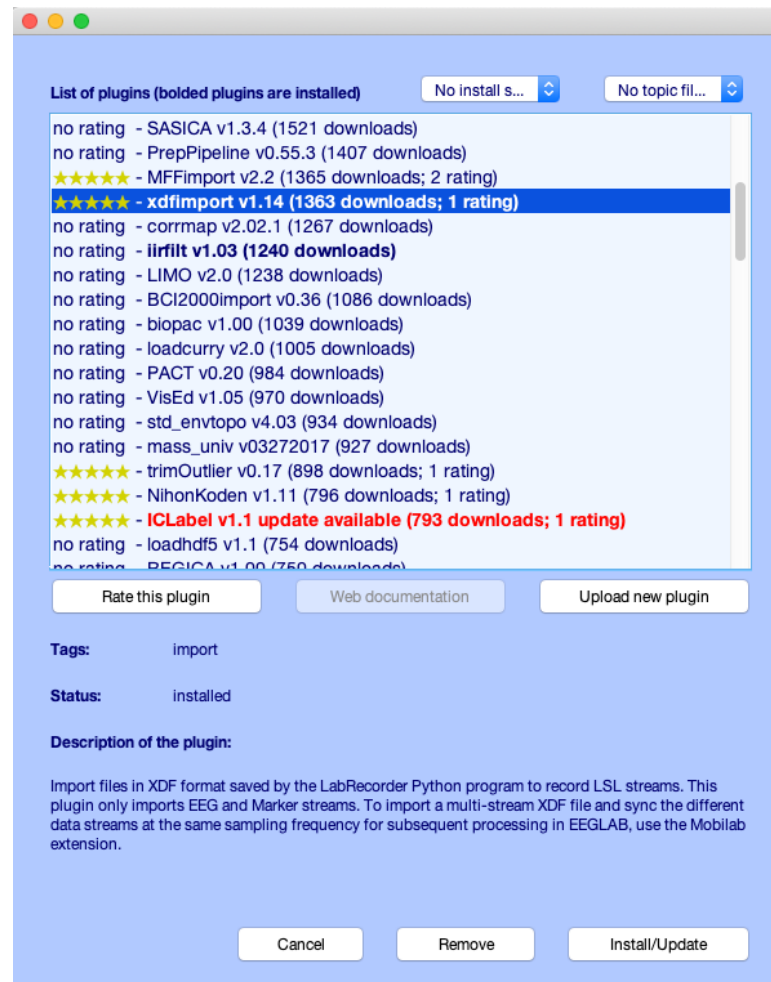 List of plugins (bolded plugins are installed) No install s... No topic fil...
no rating - SASICA v1.3.4 (1521 downloads)
no rating - PrepPipeline v0.55.3 (1407 downloads)
★★★★★ - MFFimport v2.2 (1365 downloads; 2 rating)
★★★★★ - xdfimport v1.14 (1363 downloads; 1 rating)
no rating - corrmap v2.02.1 (1267 downloads)
no rating - iirfilt v1.03 (1240 downloads)
no rating - LIMO v2.0 (1238 downloads)
no rating - BCI2000import v0.36 (1086 downloads)
no rating - biopac v1.00 (1039 downloads)
no rating - loadcurry v2.0 (1005 downloads)
no rating - PACT v0.20 (984 downloads)
no rating - VisEd v1.05 (970 downloads)
no rating - std_envtopo v4.03 (934 downloads)
no rating - mass_univ v03272017 (927 downloads)
★★★★★ - trimOutlier v0.17 (898 downloads; 1 rating)
★★★★★ - NihonKoden v1.11 (796 downloads; 1 rating)
★★★★★ - ICLabel v1.1 update available (793 downloads; 1 rating)
no rating - loadhdf5 v1.1 (754 downloads)
no rating - REGICA v1.00 (750 downloads)
Rate this plugin Web documentation Upload new plugin
Tags: import
Status: installed
Description of the plugin:
Import files in XDF format saved by the LabRecorder Python program to record LSL streams. This
plugin only imports EEG and Marker streams. To import a multi-stream XDF file and sync the different
data streams at the same sampling frequency for subsequent processing in EEGLAB, use the Mobilab
extension.
Cancel Remove Install/Update